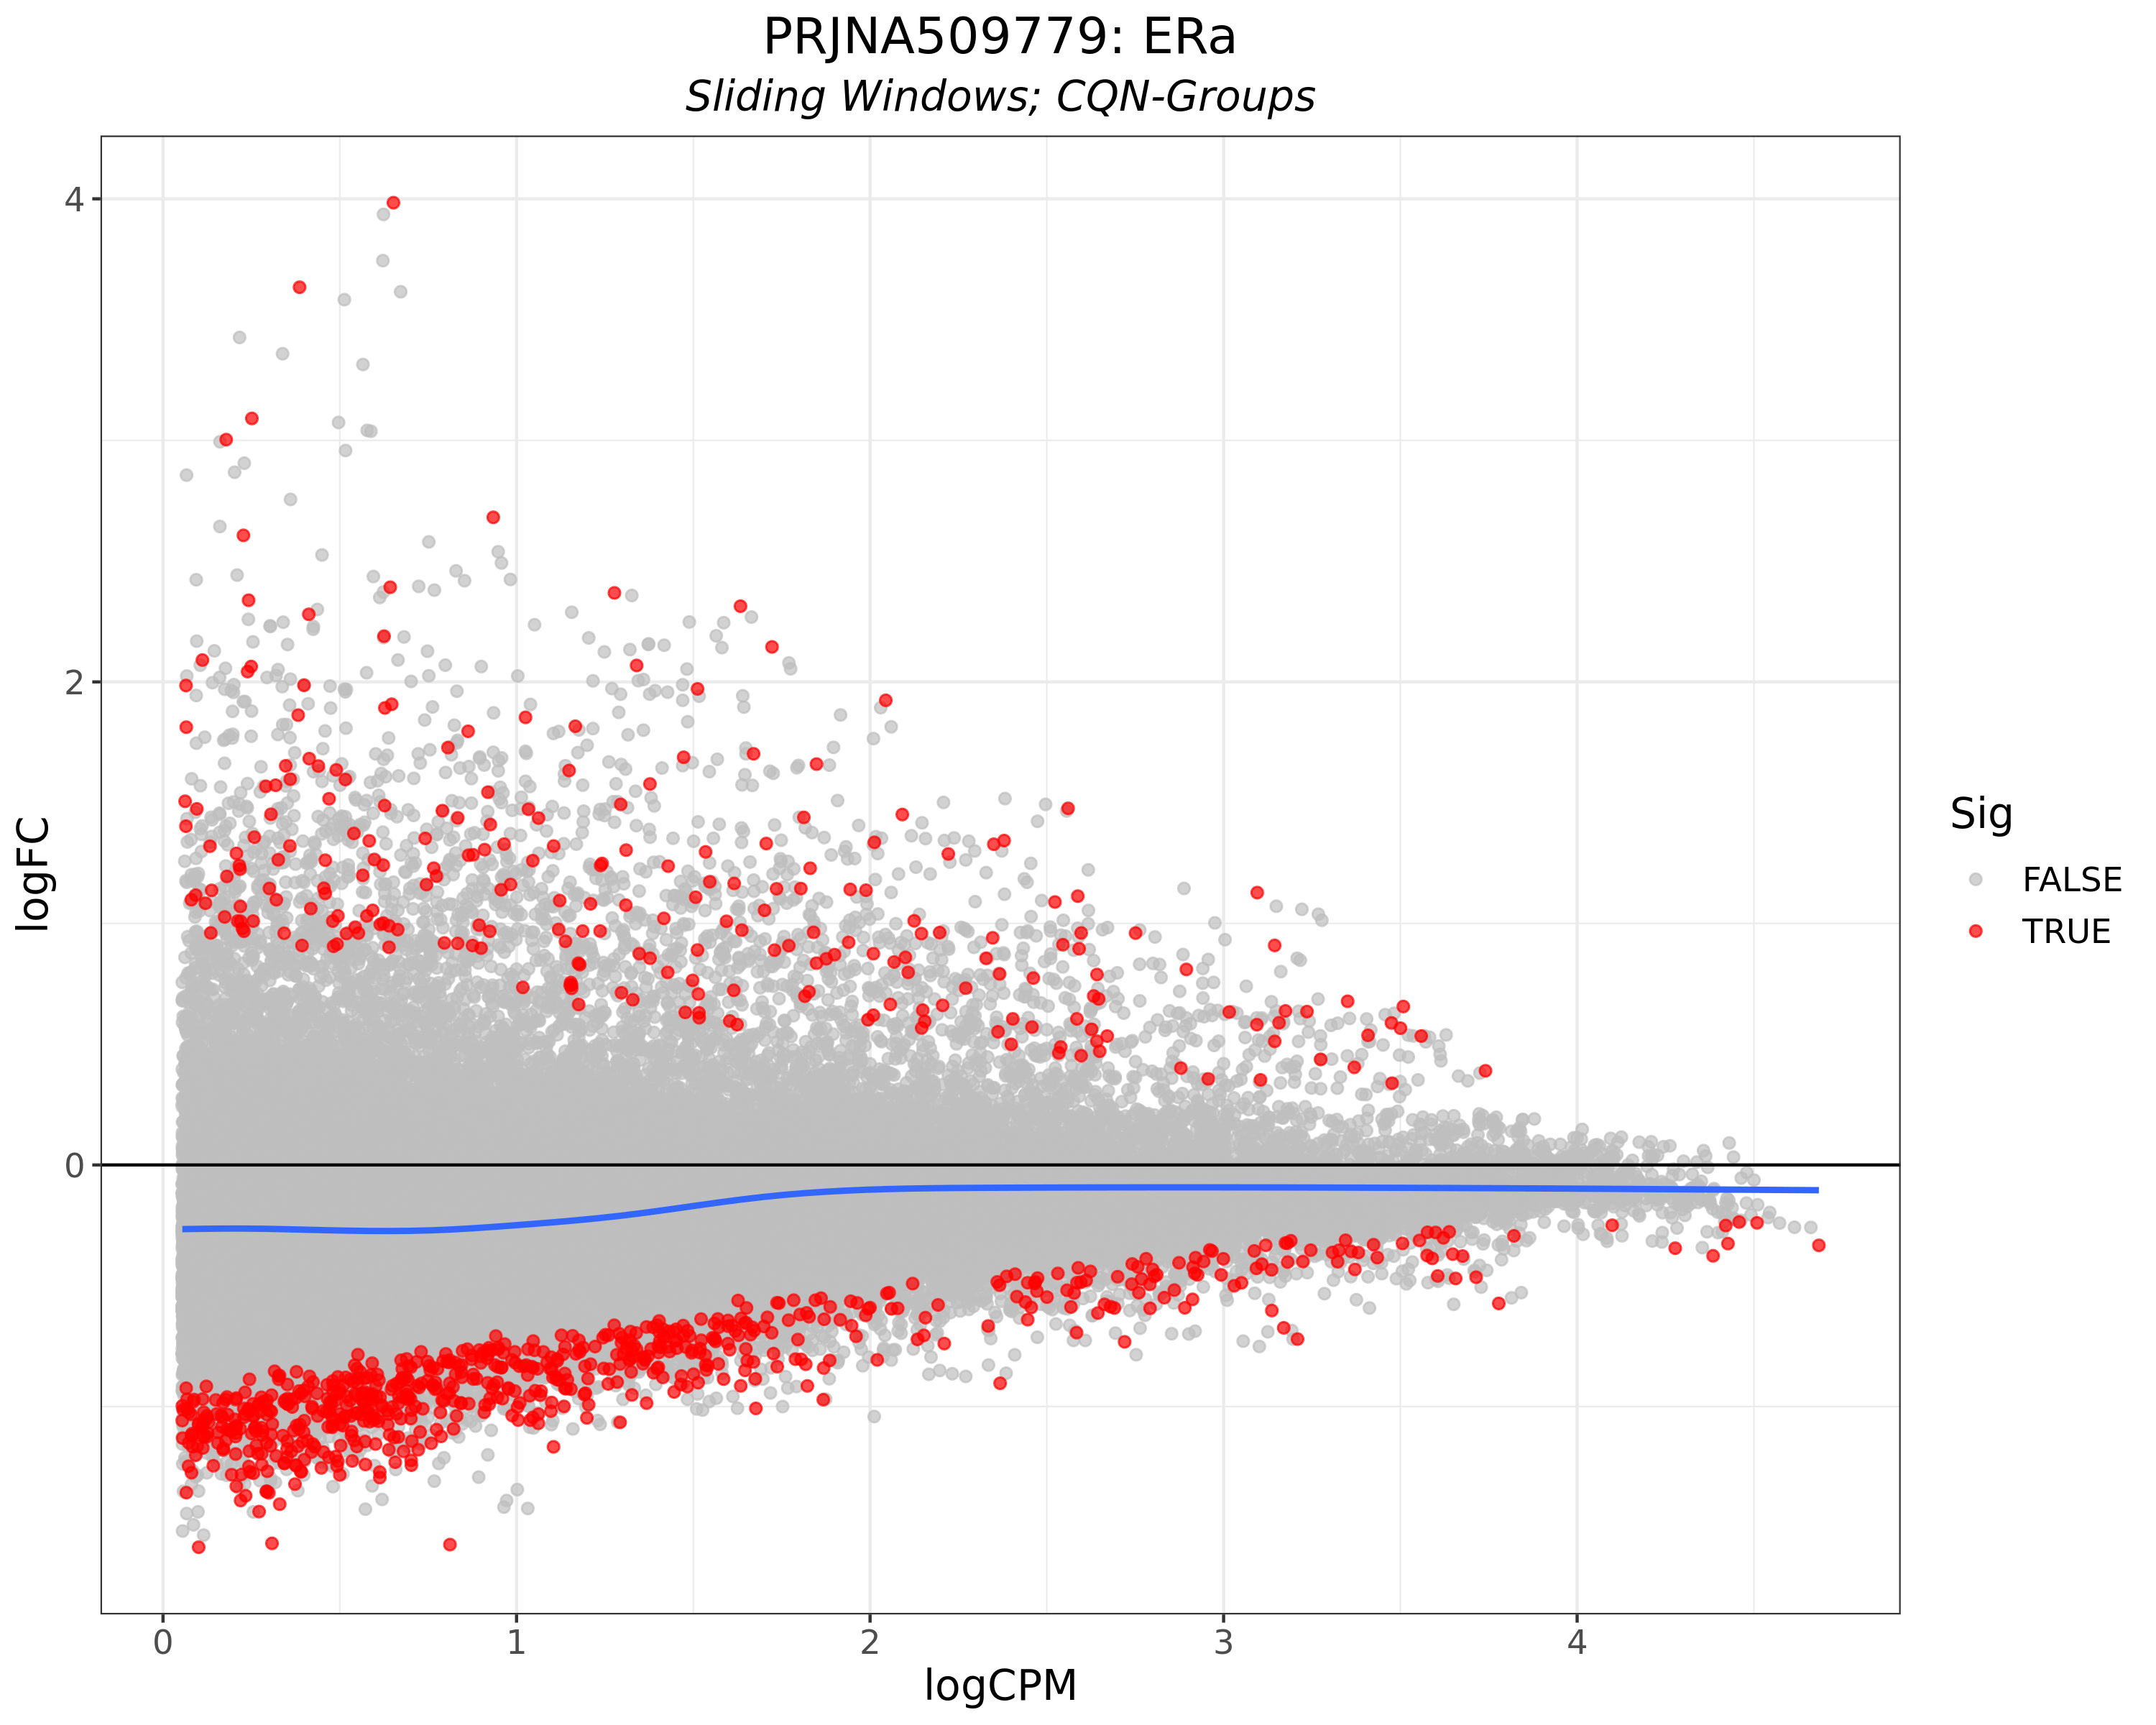 PRJNA509779: ERa
Sliding Windows; CQN-Groups
4
2
0
logFC
0 1 2 3 4
logCPM
Sig
FALSE
TRUE